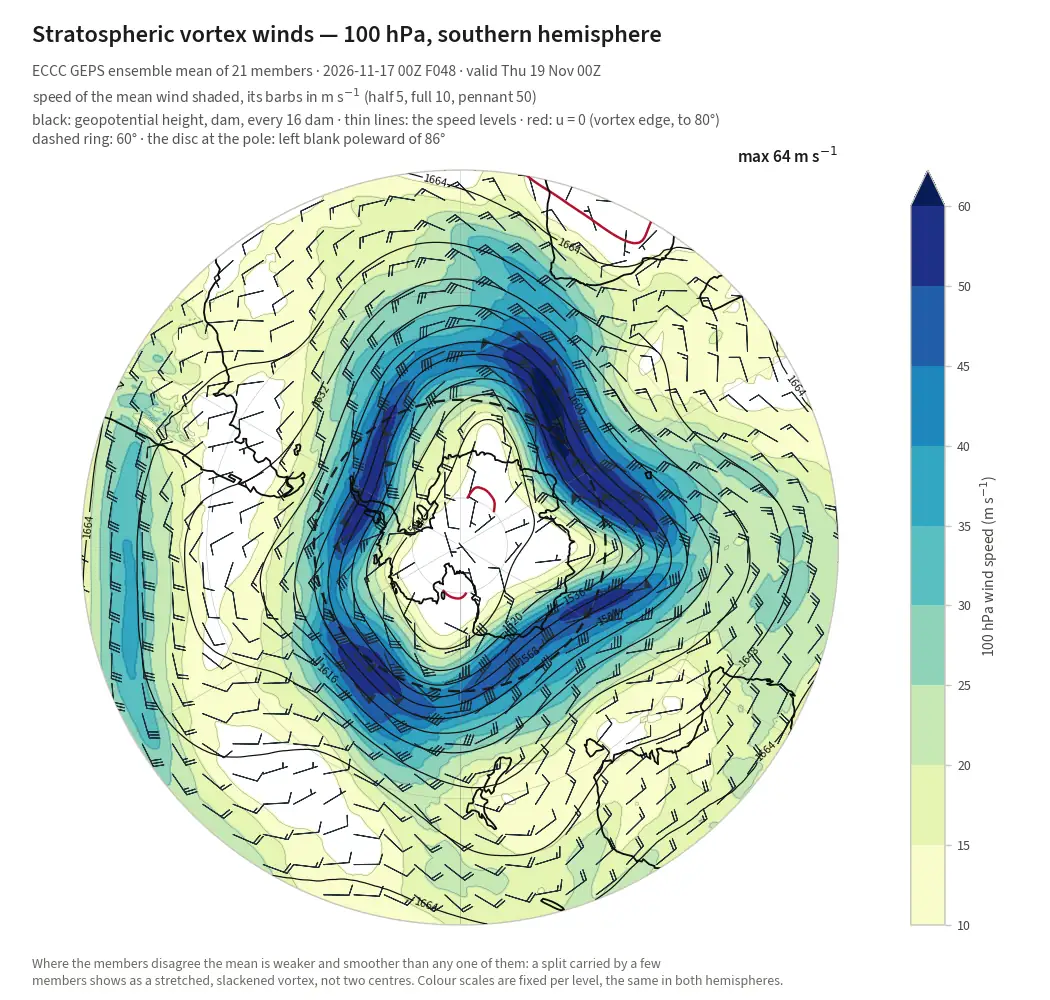 Stratospheric vortex winds — 100 hPa, southern hemisphere
ECCC GEPS ensemble mean of 21 members · 2026-11-17 00Z F048 · valid Thu 19 Nov 00Z
speed of the mean wind shaded, its barbs in m s⁻¹ (half 5, full 10, pennant 50)
black: geopotential height, dam, every 16 dam · thin lines: the speed levels · red: u = 0 (vortex edge, to 80°)
dashed ring: 60° · the disc at the pole: left blank poleward of 86°
max 64 m s⁻¹
1664
1664
1664
1632
1664
1536
1520
1568
1616
1648
1664
1664
60
50
45
40
35
30
25
20
15
10
100 hPa wind speed (m s⁻¹)
Where the members disagree the mean is weaker and smoother than any one of them: a split carried by a few
members shows as a stretched, slackened vortex, not two centres. Colour scales are fixed per level, the same in both hemispheres.